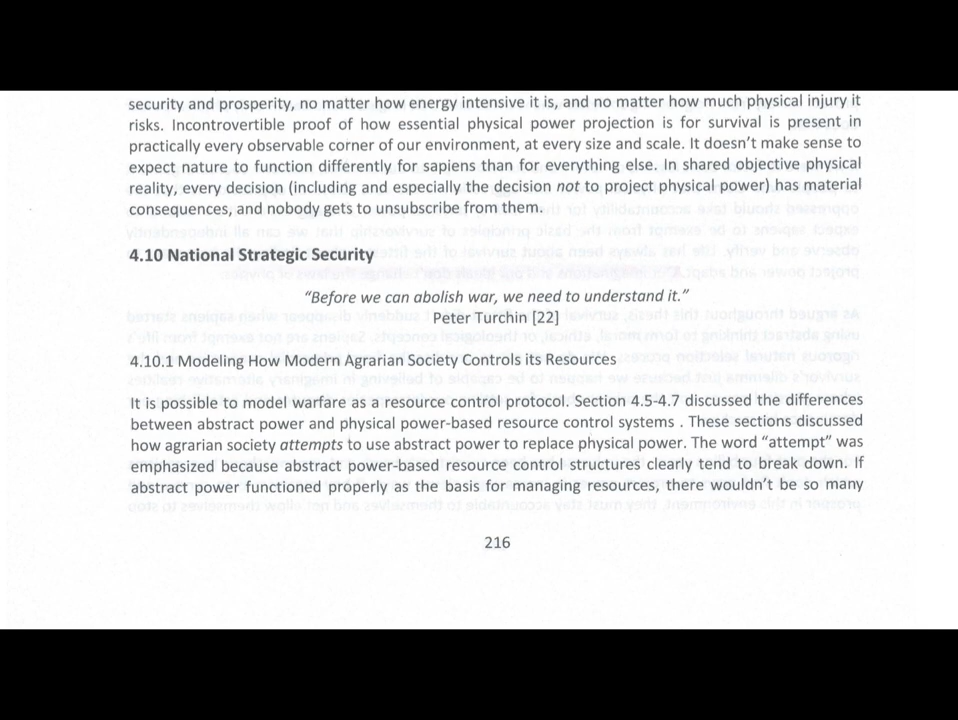 security and prosperity, no matter how energy intensive it is, and no matter how much physical injury it
risks. Incontrovertible proof of how essential physical power projection is for survival is present in
practically every observable corner of our environment, at every size and scale. It doesn't make sense to
expect nature to function differently for sapiens than for everything else. In shared objective physical
reality, every decision (including and especially the decision not to project physical power) has material
consequences, and nobody gets to unsubscribe from them.
4.10 National Strategic Security
"Before we can abolish war, we need to understand it."
Peter Turchin [22]
4.10.1 Modeling How Modern Agrarian Society Controls its Resources
It is possible to model warfare as a resource control protocol. Section 4.5-4.7 discussed the differences
between abstract power and physical power-based resource control systems . These sections discussed
how agrarian society attempts to use abstract power to replace physical power. The word "attempt" was
emphasized because abstract power-based resource control structures clearly tend to break down. If
abstract power functioned properly as the basis for managing resources, there wouldn't be so many
216